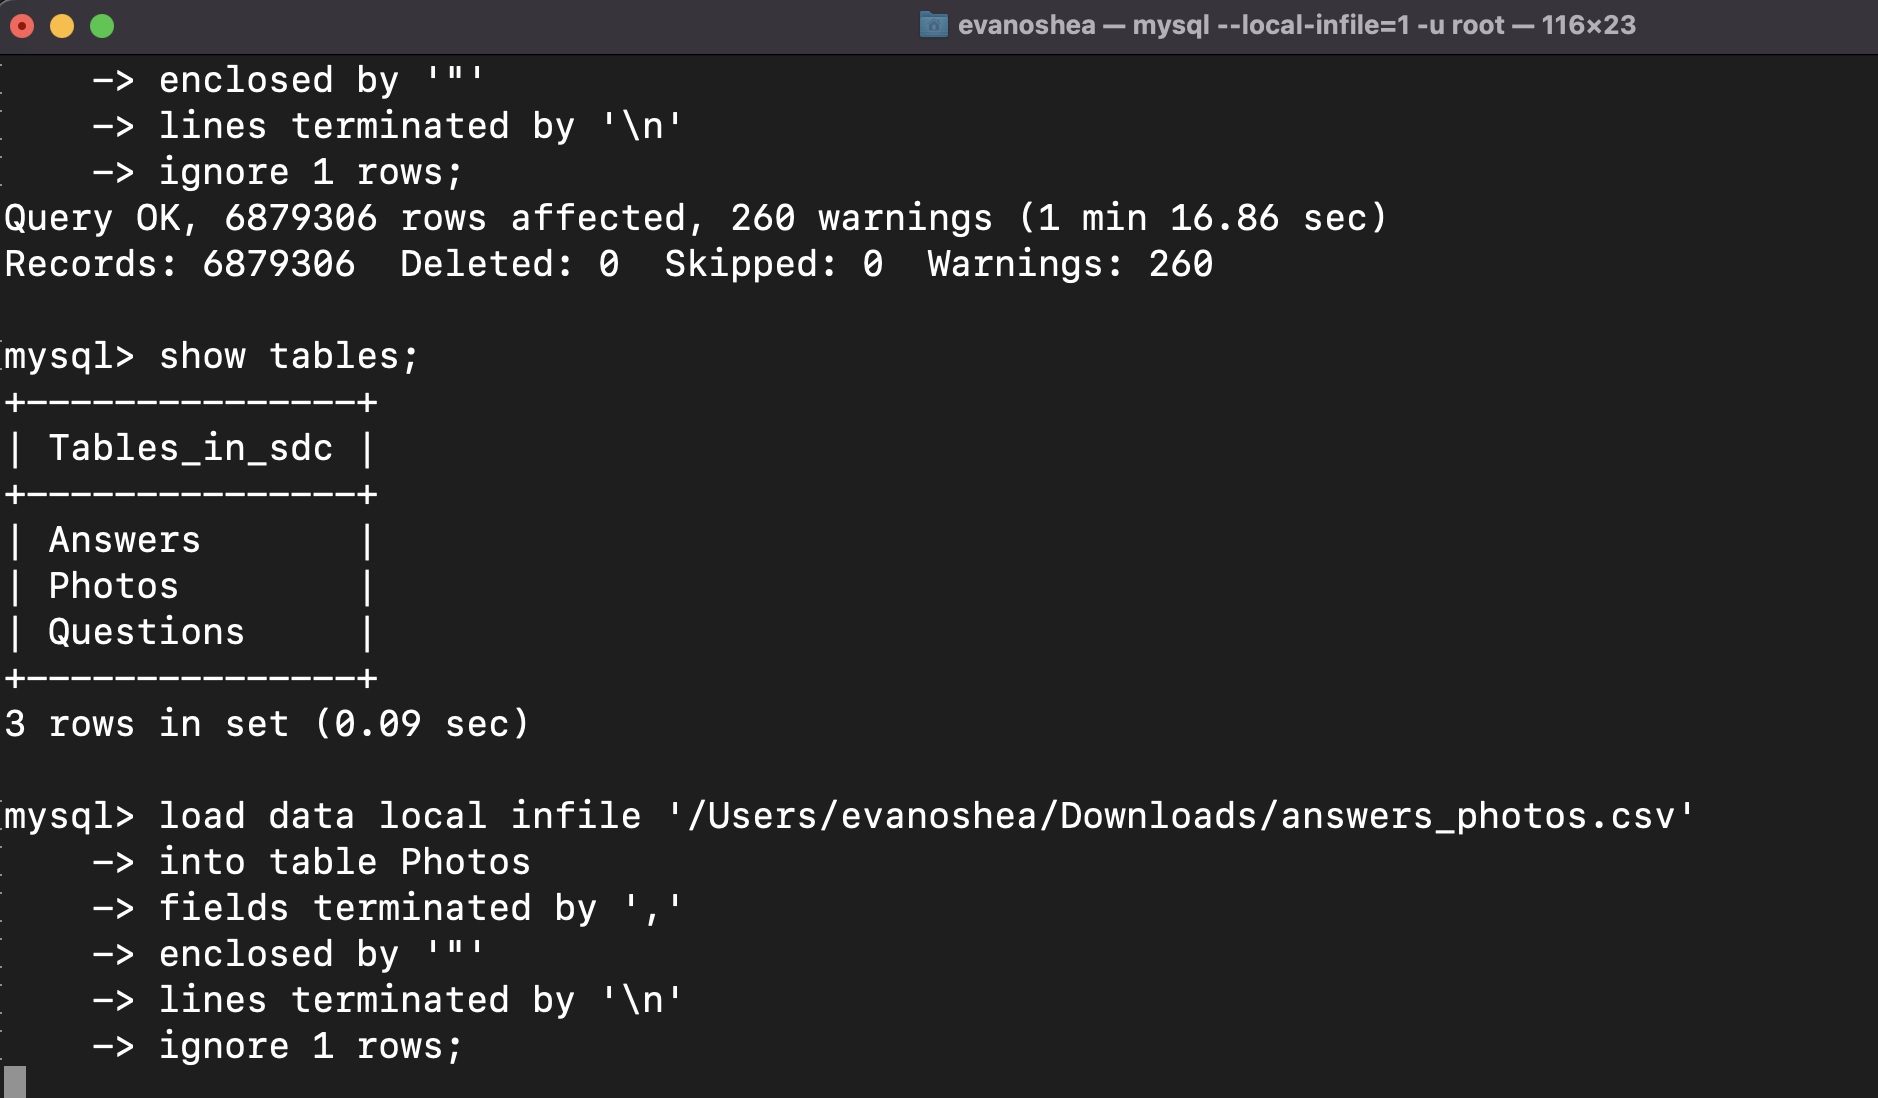 evanoshea — mysql --local-infile=1 -u root — 116×23
    -> enclosed by '"'
    -> lines terminated by '\n'
    -> ignore 1 rows;
Query OK, 6879306 rows affected, 260 warnings (1 min 16.86 sec)
Records: 6879306  Deleted: 0  Skipped: 0  Warnings: 260

mysql> show tables;
+---------------+
| Tables_in_sdc |
+---------------+
| Answers       |
| Photos        |
| Questions     |
+---------------+
3 rows in set (0.09 sec)

mysql> load data local infile '/Users/evanoshea/Downloads/answers_photos.csv'
    -> into table Photos
    -> fields terminated by ','
    -> enclosed by '"'
    -> lines terminated by '\n'
    -> ignore 1 rows;